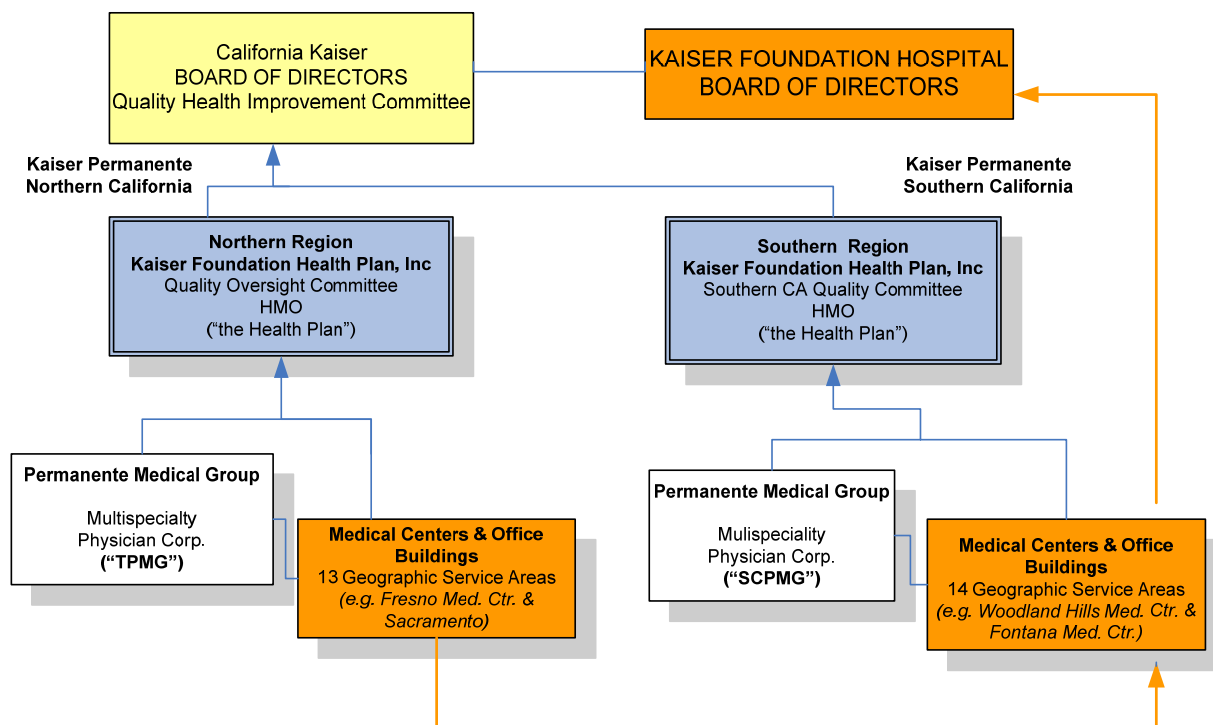 California Kaiser
BOARD OF DIRECTORS
Quality Health Improvement Committee
KAISER FOUNDATION HOSPITAL
BOARD OF DIRECTORS
Kaiser Permanente
Northern California
Kaiser Permanente
Southern California
Northern Region
Kaiser Foundation Health Plan, Inc
Quality Oversight Committee
HMO
(“the Health Plan”)
Southern Region
Kaiser Foundation Health Plan, Inc
Southern CA Quality Committee
HMO
(“the Health Plan”)
Permanente Medical Group
Multispecialty
Physician Corp.
(“TPMG”)
Medical Centers & Office
Buildings
13 Geographic Service Areas
(e.g. Fresno Med. Ctr. &
Sacramento)
Permanente Medical Group
Mulispeciality
Physician Corp.
(“SCPMG”)
Medical Centers & Office
Buildings
14 Geographic Service Areas
(e.g. Woodland Hills Med. Ctr. &
Fontana Med. Ctr.)